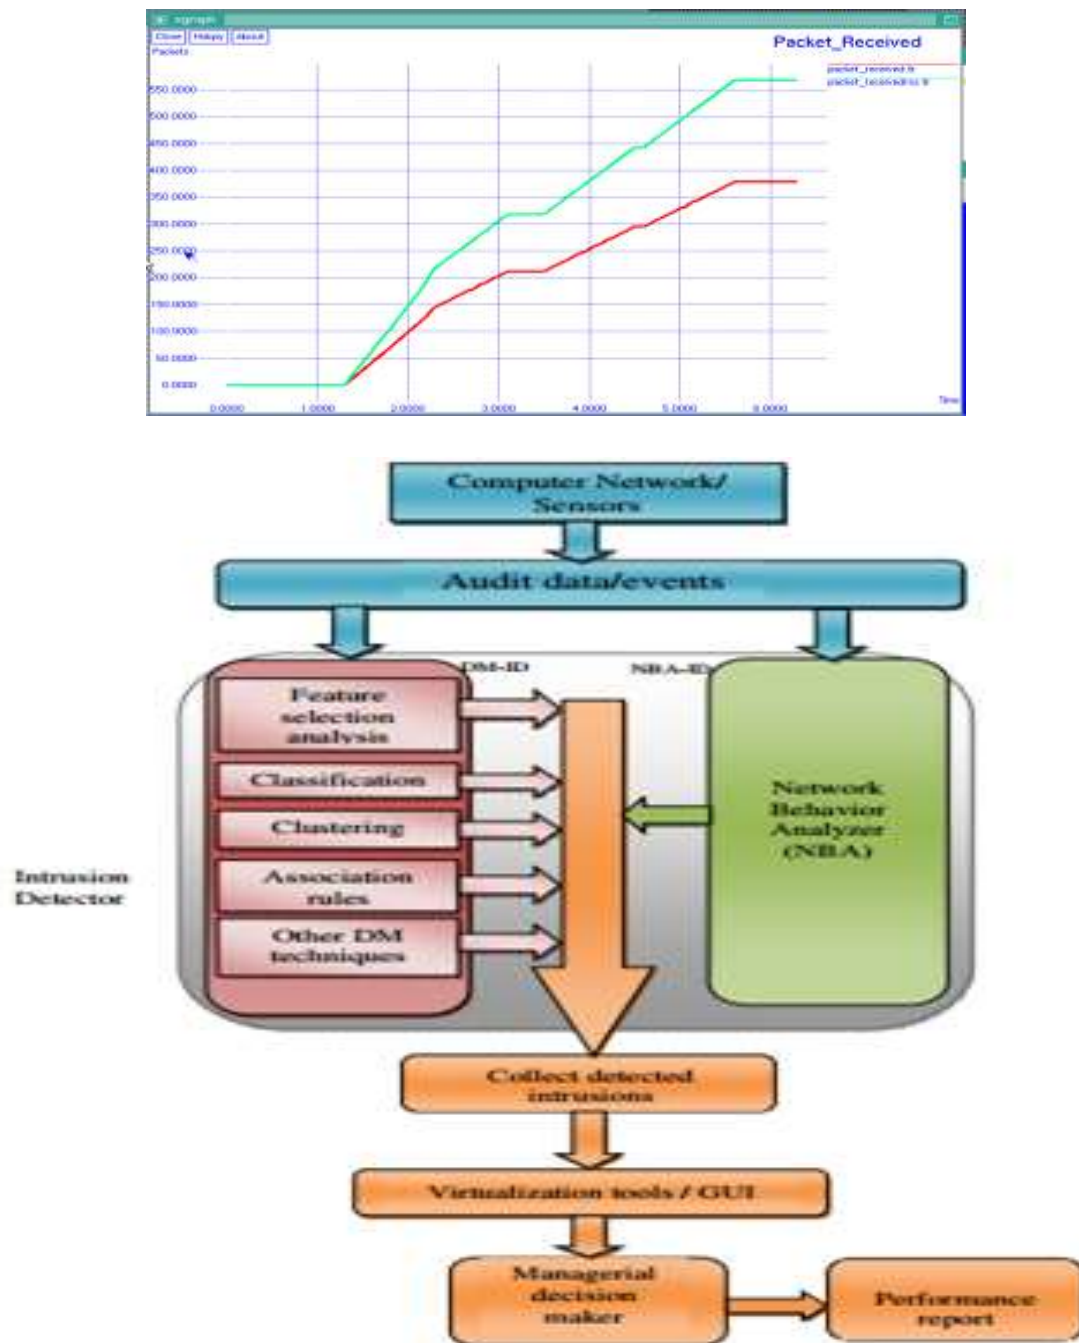 xgraph
Close Hdcpy About
Packets
Packet_Received
packet_received.tr
550.0000
500.0000
450.0000
400.0000
350.0000
300.0000
250.0000
200.0000
150.0000
100.0000
50.0000
0.0000
0.0000 1.0000 2.0000 3.0000 4.0000 5.0000 6.0000
Time
Computer Network/
Sensors
Audit data/events
DM-ID
NBA-ID
Feature
selection
analysis
Classification
Clustering
Association
rules
Other DM
techniques
Network
Behavior
Analyzer
(NBA)
Intrusion
Detector
Collect detected
intrusions
Virtualization tools / GUI
Managerial
decision
maker
Performance
report